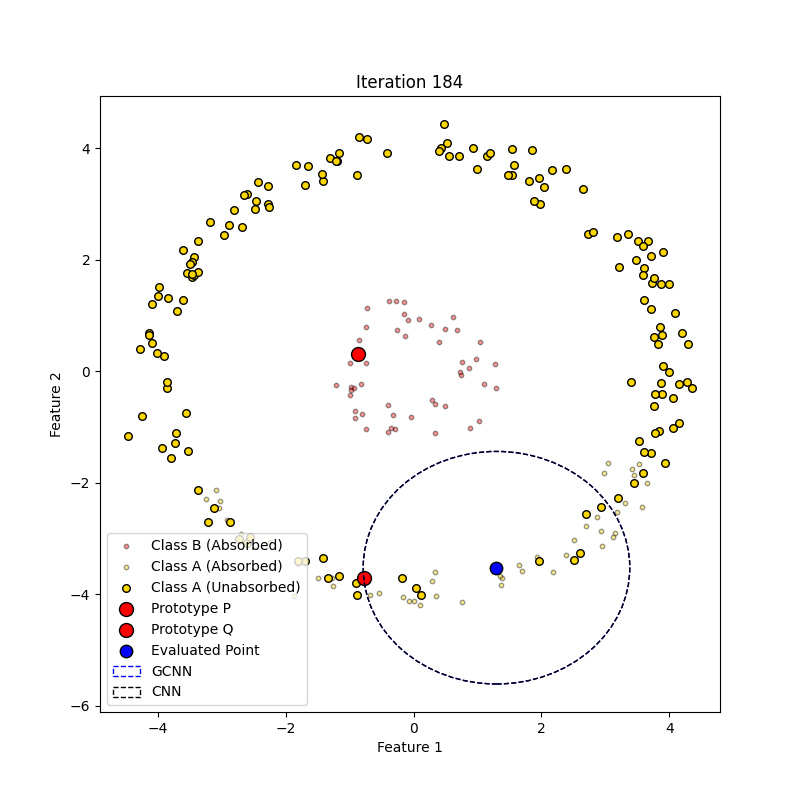 Iteration 184
Feature 2
4
2
0
−2
−4
−6
Class B (Absorbed)
Class A (Absorbed)
Class A (Unabsorbed)
Prototype P
Prototype Q
Evaluated Point
GCNN
CNN
−4
−2
0
2
4
Feature 1